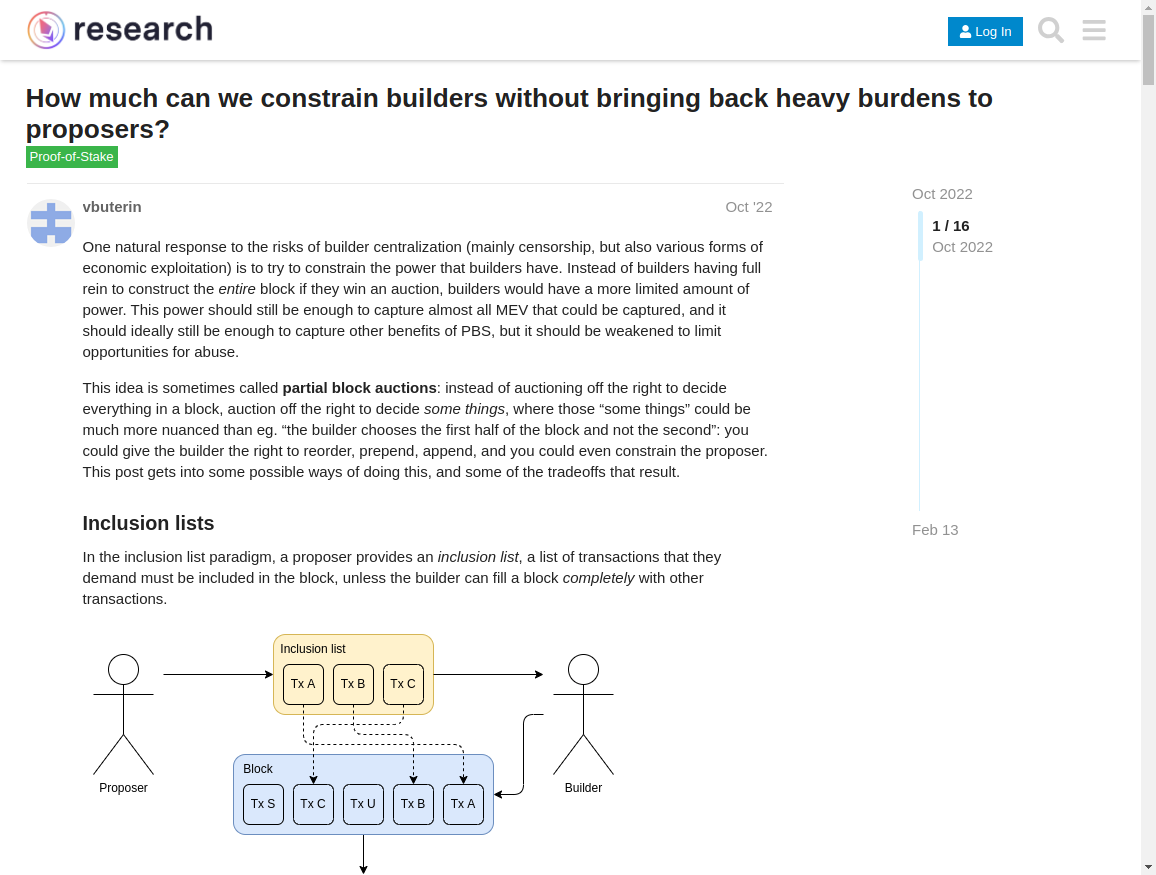 research
Log In
How much can we constrain builders without bringing back heavy burdens to
proposers?
Proof-of-Stake
vbuterin
Oct '22
One natural response to the risks of builder centralization (mainly censorship, but also various forms of
economic exploitation) is to try to constrain the power that builders have. Instead of builders having full
rein to construct the entire block if they win an auction, builders would have a more limited amount of
power. This power should still be enough to capture almost all MEV that could be captured, and it
should ideally still be enough to capture other benefits of PBS, but it should be weakened to limit
opportunities for abuse.
This idea is sometimes called partial block auctions: instead of auctioning off the right to decide
everything in a block, auction off the right to decide some things, where those “some things” could be
much more nuanced than eg. “the builder chooses the first half of the block and not the second”: you
could give the builder the right to reorder, prepend, append, and you could even constrain the proposer.
This post gets into some possible ways of doing this, and some of the tradeoffs that result.
Inclusion lists
In the inclusion list paradigm, a proposer provides an inclusion list, a list of transactions that they
demand must be included in the block, unless the builder can fill a block completely with other
transactions.
Inclusion list
Tx A
Tx B
Tx C
Proposer
Builder
Block
Tx S
Tx C
Tx U
Tx B
Tx A
Oct 2022
1 / 16
Oct 2022
Feb 13